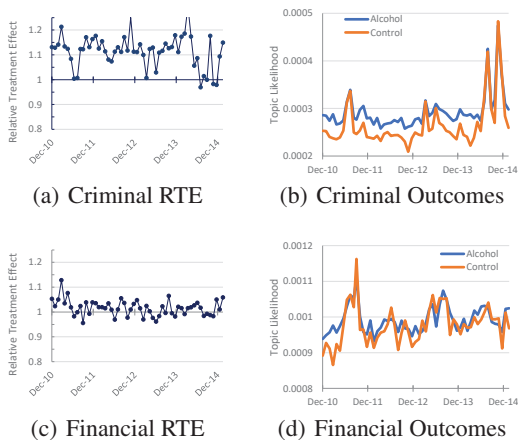 Relative Treatment Effect
1.2
1.1
1
0.9
0.8
Dec-10
Dec-11
Dec-12
Dec-13
Dec-14
(a) Criminal RTE
Topic Likelihood
0.0005
0.0004
0.0003
0.0002
Alcohol
Control
Dec-10
Dec-11
Dec-12
Dec-13
Dec-14
(b) Criminal Outcomes
Relative Treatment Effect
1.2
1.1
1
0.9
0.8
Dec-10
Dec-11
Dec-12
Dec-13
Dec-14
(c) Financial RTE
Topic Likelihood
0.0012
0.0011
0.0010
0.0009
0.0008
Alcohol
Control
Dec-10
Dec-11
Dec-12
Dec-13
Dec-14
(d) Financial Outcomes